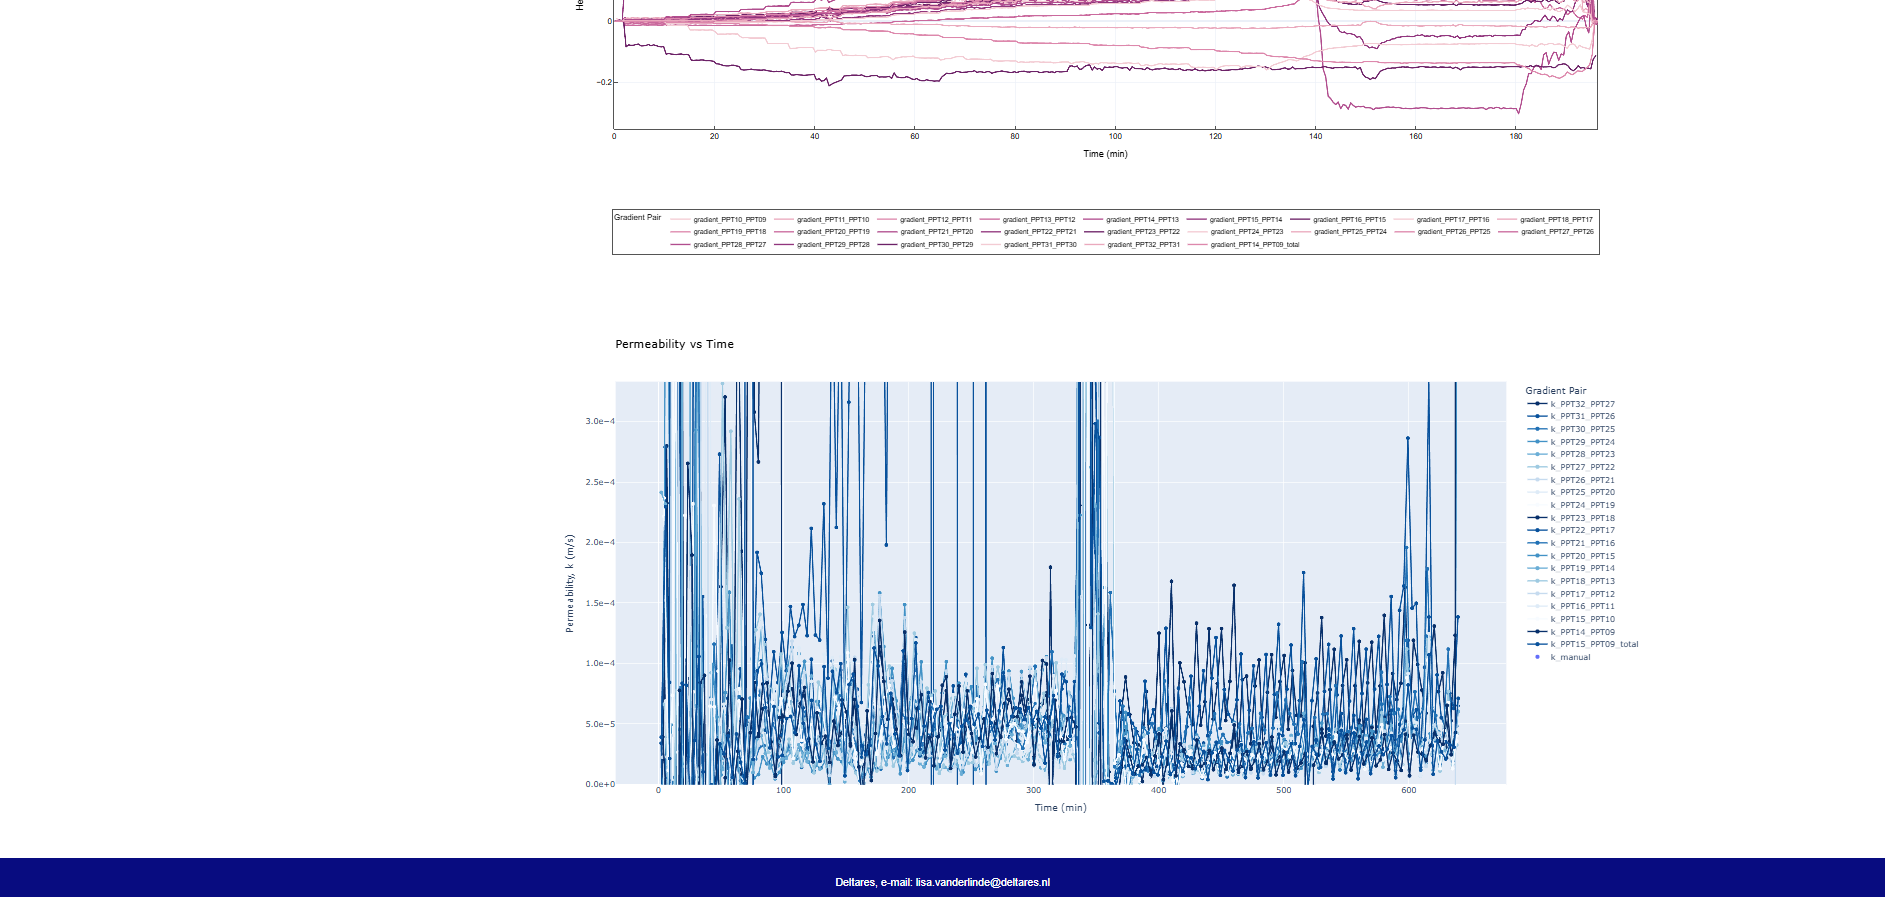 He
0
−0.2
0 20 40 60 80 100 120 140 160 180
Time (min)
Gradient Pair gradient_PPT10_PPT09 gradient_PPT11_PPT10 gradient_PPT12_PPT11 gradient_PPT13_PPT12 gradient_PPT14_PPT13 gradient_PPT15_PPT14 gradient_PPT16_PPT15 gradient_PPT17_PPT16 gradient_PPT18_PPT17
gradient_PPT19_PPT18 gradient_PPT20_PPT19 gradient_PPT21_PPT20 gradient_PPT22_PPT21 gradient_PPT23_PPT22 gradient_PPT24_PPT23 gradient_PPT25_PPT24 gradient_PPT26_PPT25 gradient_PPT27_PPT26
gradient_PPT28_PPT27 gradient_PPT29_PPT28 gradient_PPT30_PPT29 gradient_PPT31_PPT30 gradient_PPT32_PPT31 gradient_PPT14_PPT09_total
Permeability vs Time
Permeability, k (m/s)
3.0e−4
2.5e−4
2.0e−4
1.5e−4
1.0e−4
5.0e−5
0.0e+0
0 100 200 300 400 500 600
Time (min)
Gradient Pair
k_PPT32_PPT27
k_PPT31_PPT26
k_PPT30_PPT25
k_PPT29_PPT24
k_PPT28_PPT23
k_PPT27_PPT22
k_PPT26_PPT21
k_PPT25_PPT20
k_PPT24_PPT19
k_PPT23_PPT18
k_PPT22_PPT17
k_PPT21_PPT16
k_PPT20_PPT15
k_PPT19_PPT14
k_PPT18_PPT13
k_PPT17_PPT12
k_PPT16_PPT11
k_PPT15_PPT10
k_PPT14_PPT09
k_PPT15_PPT09_total
k_manual
Deltares, e-mail: lisa.vanderlinde@deltares.nl